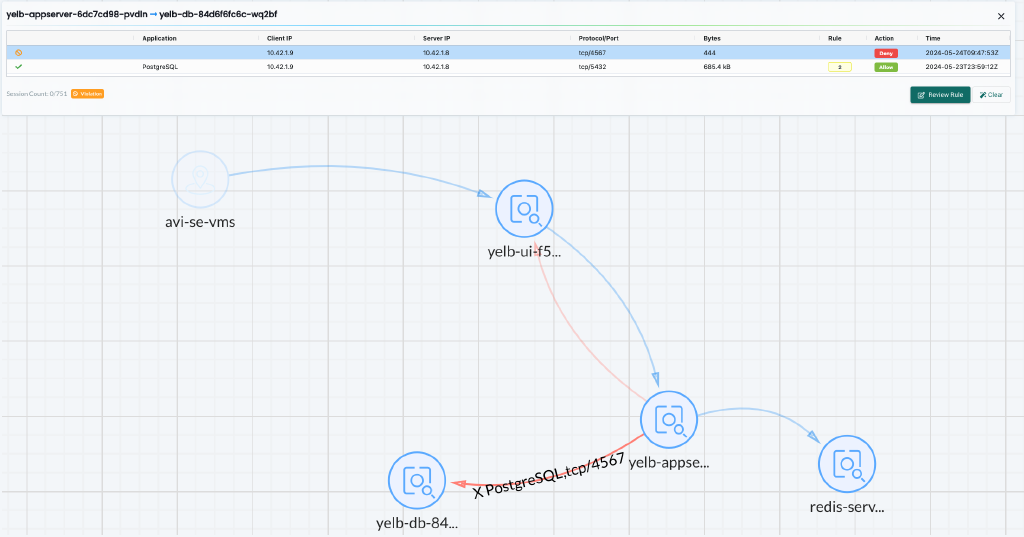 yelb-appserver-6dc7cd98-pvdln → yelb-db-84d6f6fc6c-wq2bf
Application Client IP Server IP Protocol/Port Bytes Rule Action Time
10.42.1.9 10.42.1.8 tcp/4567 444 Deny 2024-05-24T09:47:53Z
PostgreSQL 10.42.1.9 10.42.1.8 tcp/5432 685.4 kB 3 Allow 2024-05-23T23:59:12Z
Session Count: 0/751 Violation
Review Rule Clear
avi-se-vms
yelb-ui-f5...
yelb-appse...
X PostgreSQL,tcp/4567
redis-serv...
yelb-db-84...